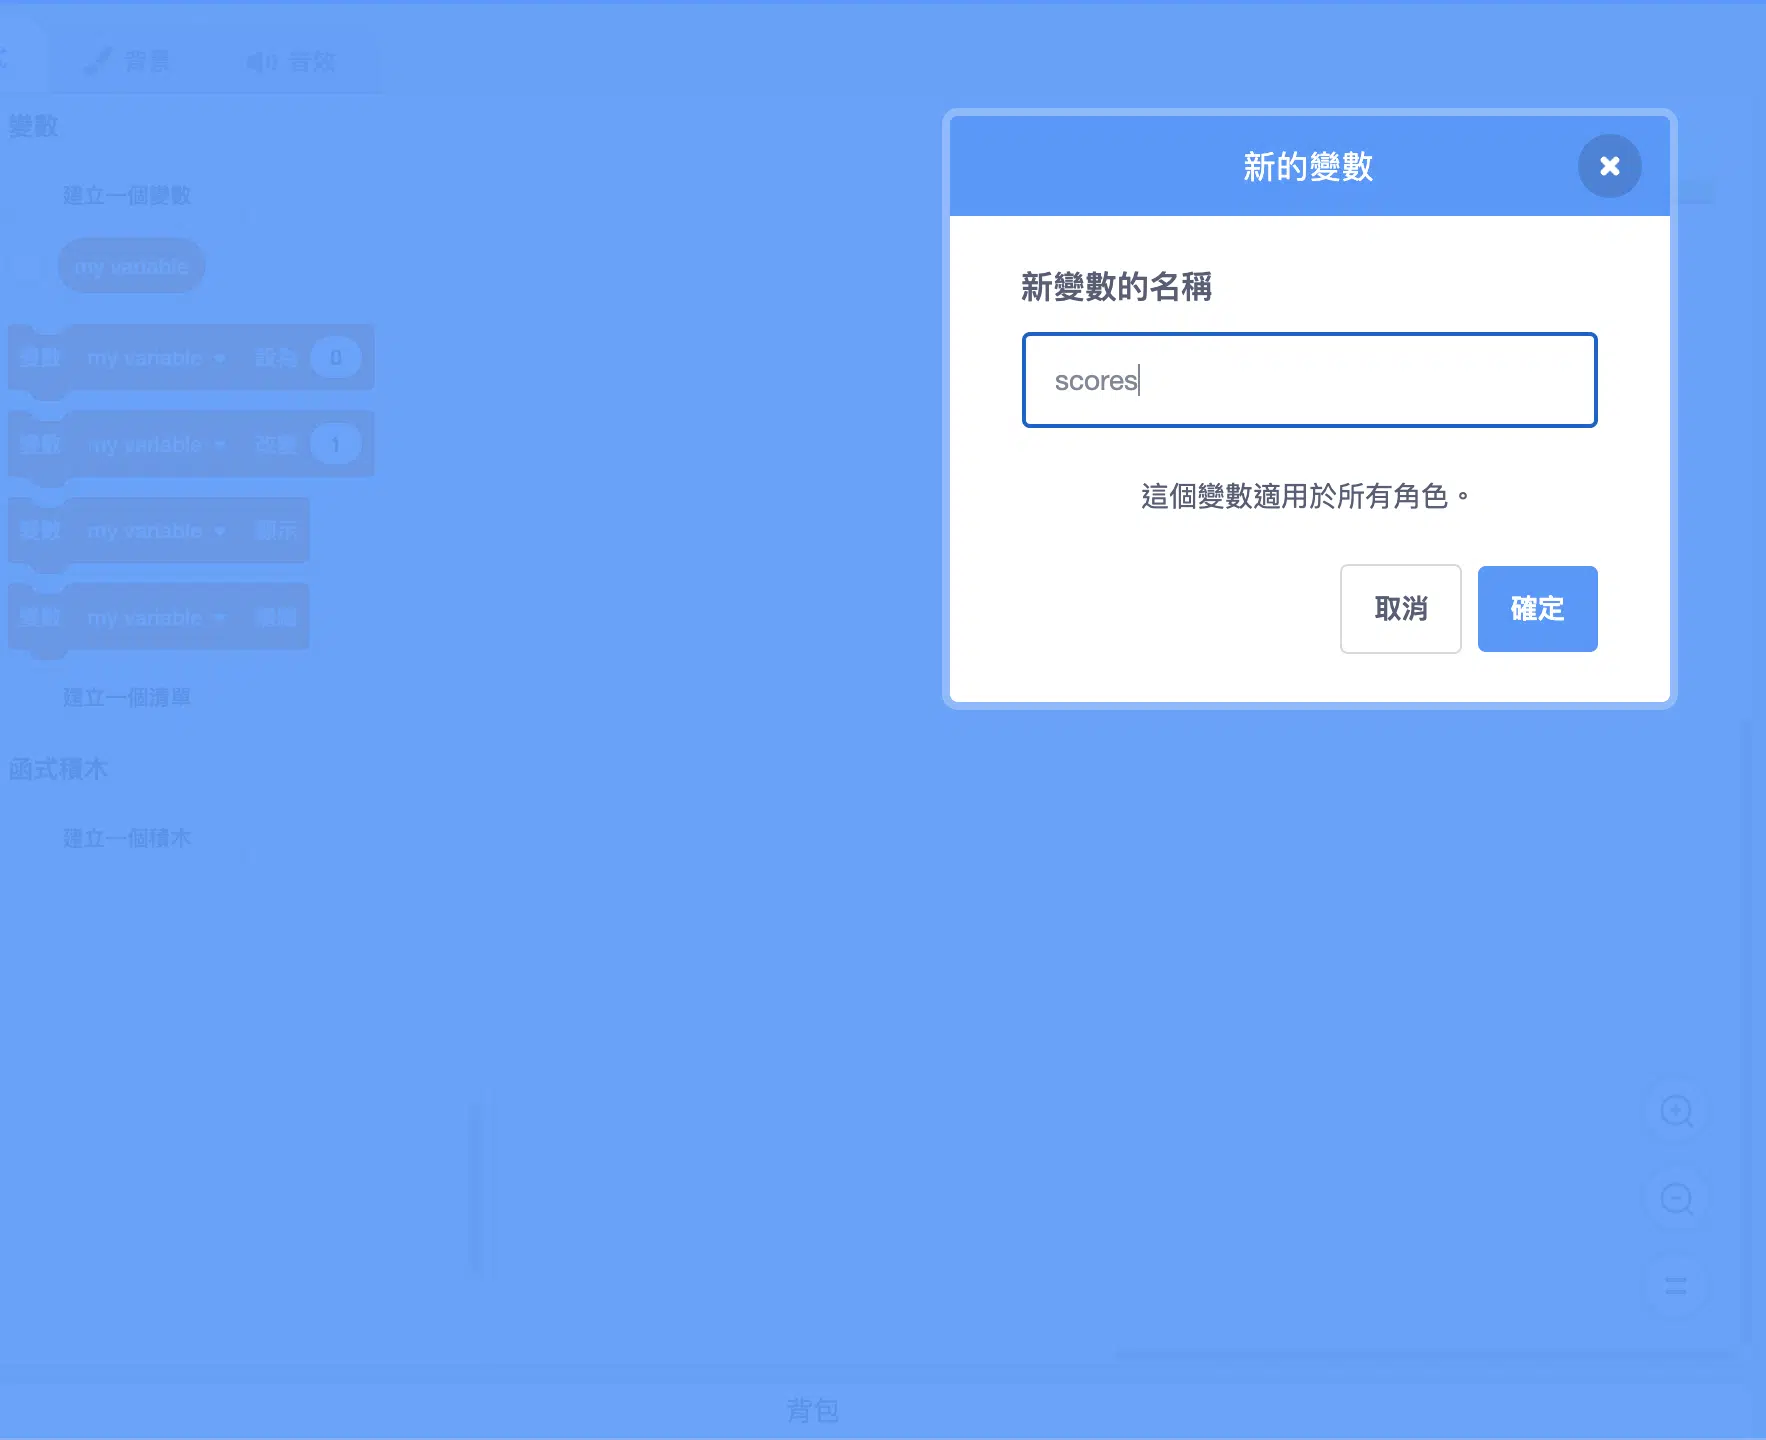 背景 音效
變數
建立一個變數
my variable
變數 my variable 設為 0
變數 my variable 改變 1
變數 my variable 顯示
變數 my variable 隱藏
建立一個清單
函式積木
建立一個積木
新的變數
新變數的名稱
scores
這個變數適用於所有角色。
取消 確定
背包